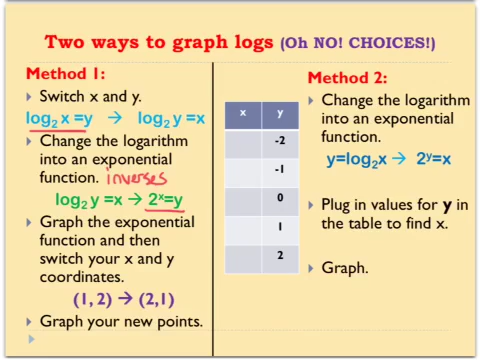 Two ways to graph logs (Oh NO! CHOICES!)
Method 1:
Switch x and y.
log₂ x =y → log₂ y =x
Change the logarithm
into an exponential
function. inverses
log₂ y =x → 2ˣ=y
Graph the exponential
function and then
switch your x and y
coordinates.
(1, 2) → (2,1)
Graph your new points.
x y
-2
-1
0
1
2
Method 2:
Change the logarithm
into an exponential
function.
y=log₂x → 2ʸ=x
Plug in values for y in
the table to find x.
Graph.